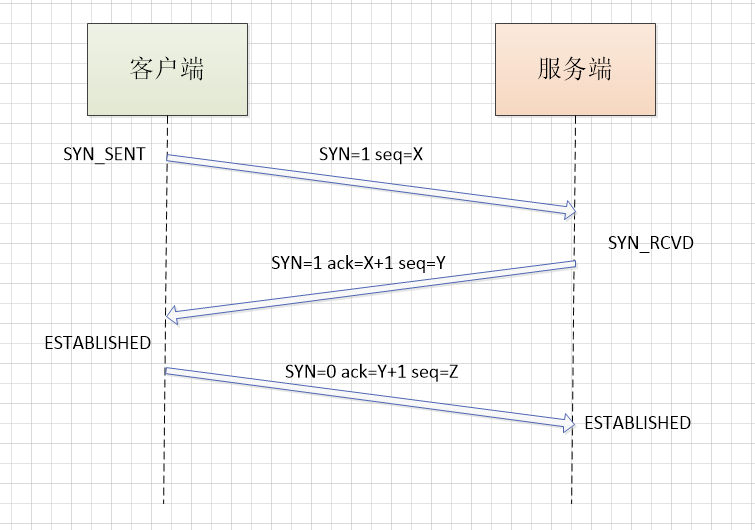 客户端
服务端
SYN_SENT
SYN=1 seq=X
SYN_RCVD
SYN=1 ack=X+1 seq=Y
ESTABLISHED
SYN=0 ack=Y+1 seq=Z
ESTABLISHED